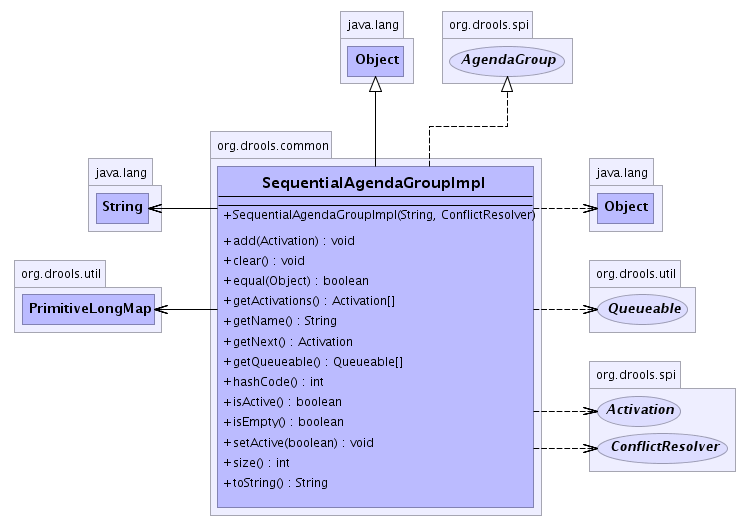 java.lang
Object
org.drools.spi
AgendaGroup
org.drools.common
SequentialAgendaGroupImpl
+SequentialAgendaGroupImpl(String, ConflictResolver)
+add(Activation) : void
+clear() : void
+equal(Object) : boolean
+getActivations() : Activation[]
+getName() : String
+getNext() : Activation
+getQueueable() : Queueable[]
+hashCode() : int
+isActive() : boolean
+isEmpty() : boolean
+setActive(boolean) : void
+size() : int
+toString() : String
java.lang
String
org.drools.util
PrimitiveLongMap
java.lang
Object
org.drools.util
Queueable
org.drools.spi
Activation
ConflictResolver